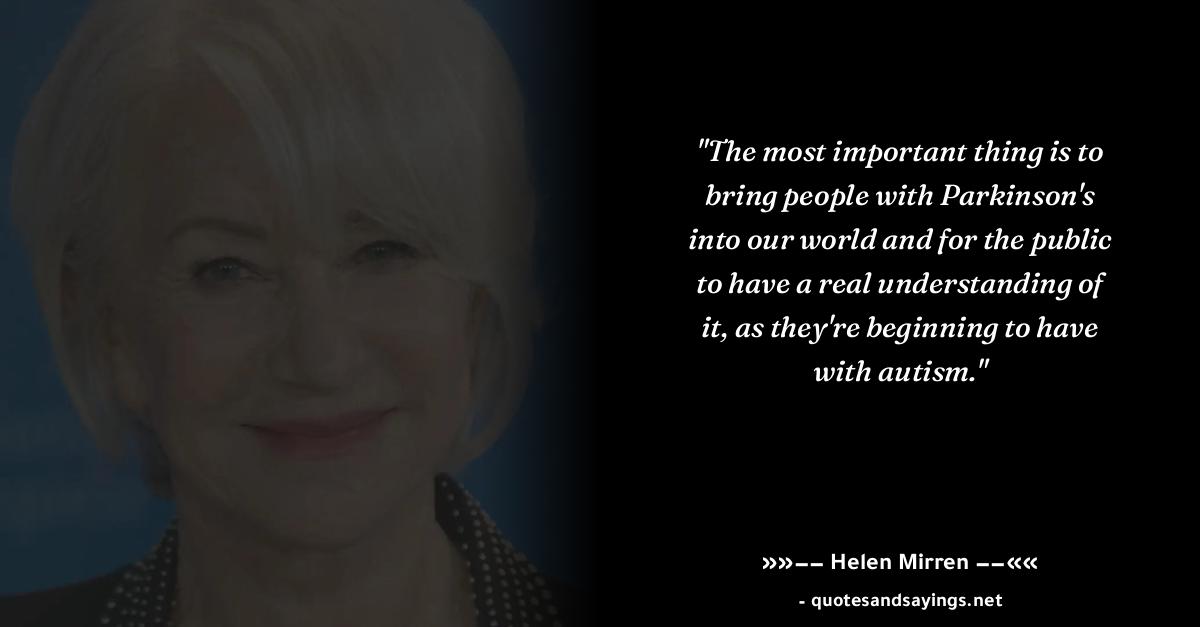 "The most important thing is to
bring people with Parkinson's
into our world and for the public
to have a real understanding of
it, as they're beginning to have
with autism."
»»−− Helen Mirren −−««
- quotesandsayings.net